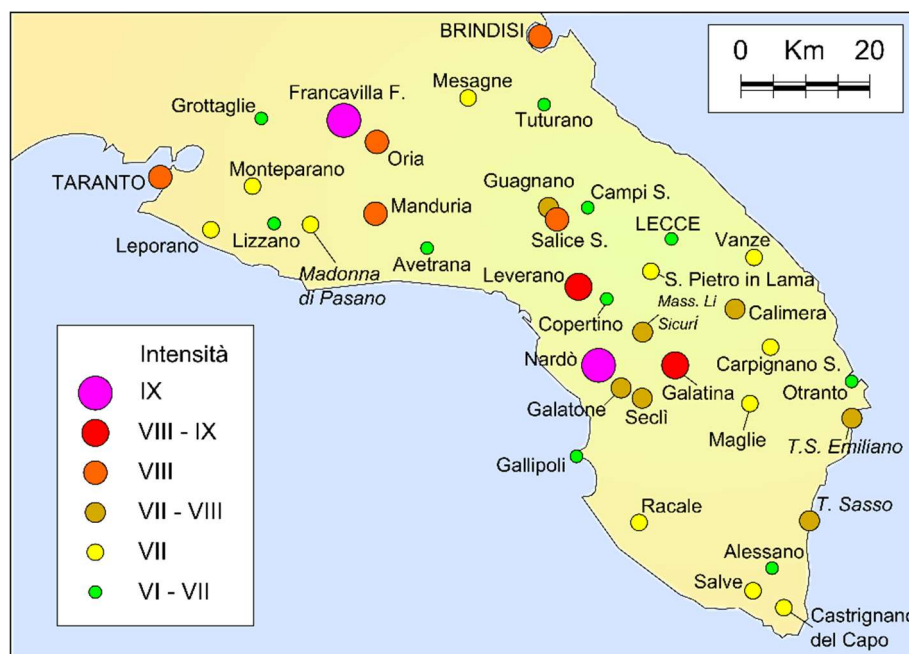 BRINDISI
0 Km 20
Mesagne
Francavilla F.
Grottaglie
Tuturano
Oria
Monteparano
TARANTO
Guagnano
Campi S.
Manduria
LECCE
Salice S.
Leporano
Lizzano
Vanze
Avetrana
Madonna
di Pasano
Leverano
S. Pietro in Lama
Mass. Li
Sicurì
Copertino
Calimera
Nardò
Carpignano S.
Galatina
Otranto
Galatone
Seclì
Maglie
T.S. Emiliano
Gallipoli
Racale
T. Sasso
Alessano
Salve
Castrignano
del Capo
Intensità
IX
VIII - IX
VIII
VII - VIII
VII
VI - VII